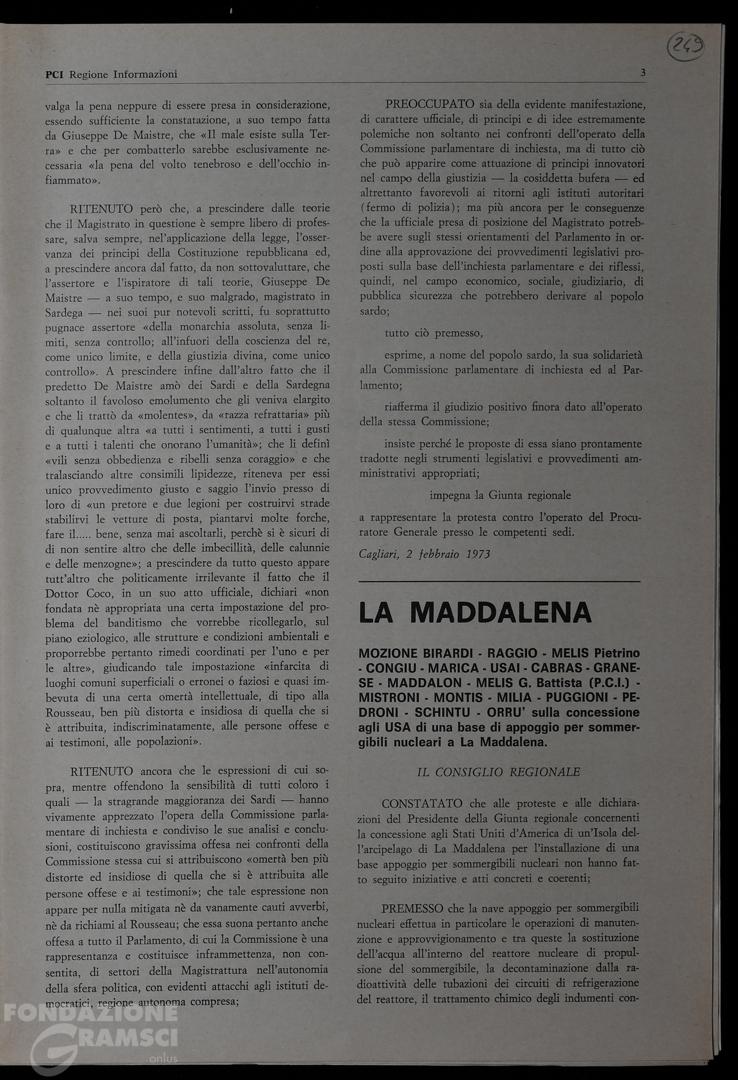 249
PCI Regione Informazioni
3
valga la pena neppure di essere presa in considerazione,
essendo sufficiente la constatazione, a suo tempo fatta
da Giuseppe De Maistre, che «Il male esiste sulla Ter-
ra» e che per combatterlo sarebbe esclusivamente ne-
cessaria «la pena del volto tenebroso e dell'occhio in-
fiammato».
RITENUTO però che, a prescindere dalle teorie
che il Magistrato in questione è sempre libero di profes-
sare, salva sempre, nel'applicazione della legge, l'osser-
vanza dei principi della Costituzione repubblicana ed,
a prescindere ancora dal fatto, da non sottovalutare, che
l'assertore e l'ispiratore di tali teorie, Giuseppe De
Maistre — a suo tempo, e suo malgrado, magistrato in
Sardega — nei suoi pur notevoli scritti, fu soprattutto
pugnace assertore «della monarchia assoluta, senza li-
miti, senza controllo; all'infuori della coscienza del re,
come unico limite, e della giustizia divina, come unico
controllo». A prescindere infine dall'altro fatto che il
predetto De Maistre amò dei Sardi e della Sardegna
soltanto il favoloso emolumento che gli veniva elargito
e che li trattò da «molentes», da «razza refrattaria» più
di qualunque altra «a tutti i sentimenti, a tutti i gusti
e a tutti i talenti che onorano l'umanità»; che li definì
«vili senza obbedienza e ribelli senza coraggio» e che
tralasciando altre consimili lipidezze, riteneva per essi
unico provvedimento giusto e saggio l'invio presso di
loro di «un pretore e due legioni per costruirvi strade
stabilirvi le vetture di posta, piantarvi molte forche,
fare il..... bene, senza mai ascoltarli, perchè si è sicuri di
di non sentire altro che delle imbecillità, delle calunnie
e delle menzogne»; a prescindere da tutto questo appare
tutt'altro che politicamente irrilevante il fatto che il
Dottor Coco, in un suo atto ufficiale, dichiari «non
fondata nè appropriata una certa impostazione del pro-
blema del banditismo che vorrebbe ricollegarlo, sul
piano eziologico, alle strutture e condizioni ambientali e
proporrebbe pertanto rimedi coordinati per l'uno e per
le altre», giudicando tale impostazione «infarcita di
luoghi comuni superficiali o erronei o faziosi e quasi im-
bevuta di una certa omertà intellettuale, di tipo alla
Rousseau, ben più distorta e insidiosa di quella che si
è attribuita, indiscriminatamente, alle persone offese e
ai testimoni, alle popolazioni».
RITENUTO ancora che le espressioni di cui so-
pra, mentre offendono la sensibilità di tutti coloro i
quali — la stragrande maggioranza dei Sardi — hanno
vivamente apprezzato l'opera della Commissione parla-
mentare di inchiesta e condiviso le sue analisi e conclu-
sioni, costituiscono gravissima offesa nei confronti della
Commissione stessa cui si attribuiscono «omertà ben più
distorte ed insidiose di quella che si è attribuita alle
persone offese e ai testimoni»; che tale espressione non
appare per nulla mitigata nè da vanamente cauti avverbi,
nè da richiami al Rousseau; che essa suona pertanto anche
offesa a tutto il Parlamento, di cui la Commissione è una
rappresentanza e costituisce inframmettenza, non con-
sentita, di settori della Magistrattura nell'autonomia
della sfera politica, con evidenti attacchi agli istituti de-
mocratici, regione autonoma compresa;
PREOCCUPATO sia della evidente manifestazione,
di carattere ufficiale, di principi e di idee estremamente
polemiche non soltanto nei confronti dell'operato della
Commissione parlamentare di inchiesta, ma di tutto ciò
che può apparire come attuazione di principi innovatori
nel campo della giustizia — la cosiddetta bufera — ed
altrettanto favorevoli ai ritorni agli istituti autoritari
(fermo di polizia); ma più ancora per le conseguenze
che la ufficiale presa di posizione del Magistrato potreb-
be avere sugli stessi orientamenti del Parlamento in or-
dine alla approvazione dei provvedimenti legislativi pro-
posti sulla base dell'inchiesta parlamentare e dei riflessi,
quindi, nel campo economico, sociale, giudiziario, di
pubblica sicurezza che potrebbero derivare al popolo
sardo;
tutto ciò premesso,
esprime, a nome del popolo sardo, la sua solidarietà
alla Commissione parlamentare di inchiesta ed al Par-
lamento;
riafferma il giudizio positivo finora dato all'operato
della stessa Commissione;
insiste perché le proposte di essa siano prontamente
tradotte negli strumenti legislativi e provvedimenti am-
ministrativi appropriati;
impegna la Giunta regionale
a rappresentare la protesta contro l'operato del Procu-
ratore Generale presso le competenti sedi.
Cagliari, 2 febbraio 1973
LA MADDALENA
MOZIONE BIRARDI - RAGGIO - MELIS Pietrino
- CONGIU - MARICA - USAI - CABRAS - GRANE-
SE - MADDALON - MELIS G. Battista (P.C.I.) -
MISTRONI - MONTIS - MILIA - PUGGIONI - PE-
DRONI - SCHINTU - ORRU' sulla concessione
agli USA di una base di appoggio per sommer-
gibili nucleari a La Maddalena.
IL CONSIGLIO REGIONALE
CONSTATATO che alle proteste e alle dichiara-
zioni del Presidente della Giunta regionale concernenti
la concessione agli Stati Uniti d'America di un'Isola del-
l'arcipelago di La Maddalena per l'installazione di una
base appoggio per sommergibili nucleari non hanno fat-
to seguito iniziative e atti concreti e coerenti;
PREMESSO che la nave appoggio per sommergibili
nucleari effettua in particolare le operazioni di manuten-
zione e approvvigionamento e tra queste la sostituzione
dell'acqua all'interno del reattore nucleare di propul-
sione del sommergibile, la decontaminazione dalla ra-
dioattività delle tubazioni dei circuiti di refrigerazione
del reattore, il trattamento chimico degli indumenti con-
FONDAZIONE
GRAMSCI
onlus